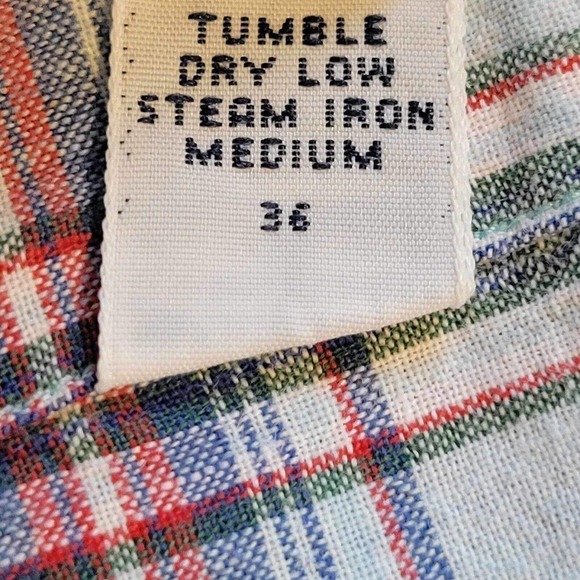 TUMBLE
DRY LOW
STEAM IRON
MEDIUM
36